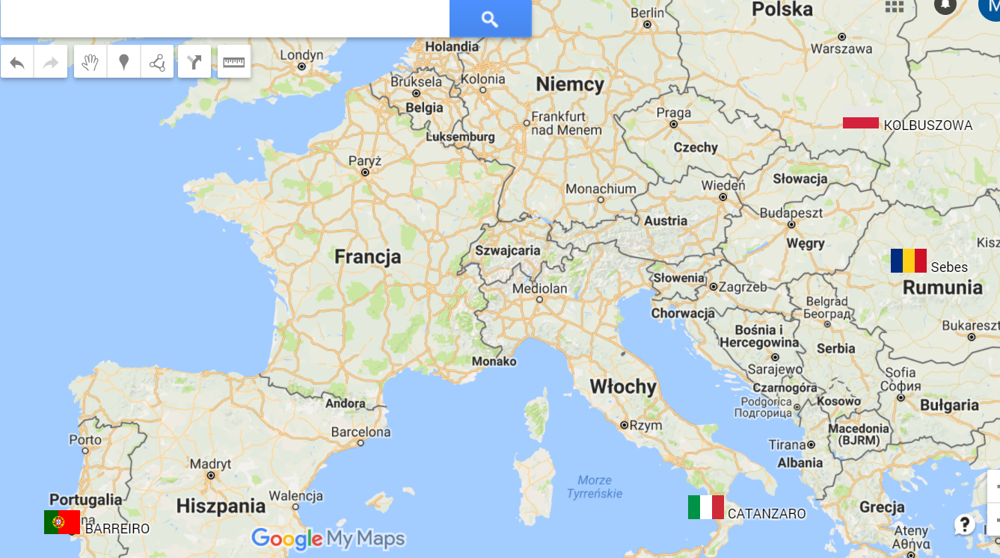 Berlin
Polska
M
Holandia
Warszawa
Londyn
Bruksela
Kolonia
Niemcy
Belgia
Praga
Frankfurt
nad Menem
KOLBUSZOWA
Luksemburg
Czechy
Paryż
Słowacja
Monachium
Wiedeń
Budapeszt
Austria
Węgry
Kisz
Szwajcaria
Francja
Sebes
Słowenia
Zagrzeb
Rumunia
Mediolan
Belgrad
Београд
Chorwacja
Bukareszt
Bośnia i
Hercegowina
Serbia
Monako
Sarajewo
Sofia
София
Włochy
Czarnogóra
Podgorica
Подгорица
Kosowo
Andora
Bułgaria
Rzym
Macedonia
(BJRM)
Barcelona
Porto
Tirana
Albania
Madryt
Morze
Tyrreńskie
Portugalia
Hiszpania
Walencja
Grecja
CATANZARO
na
BARREIRO
?
Google My Maps
Ateny
Αθήνα